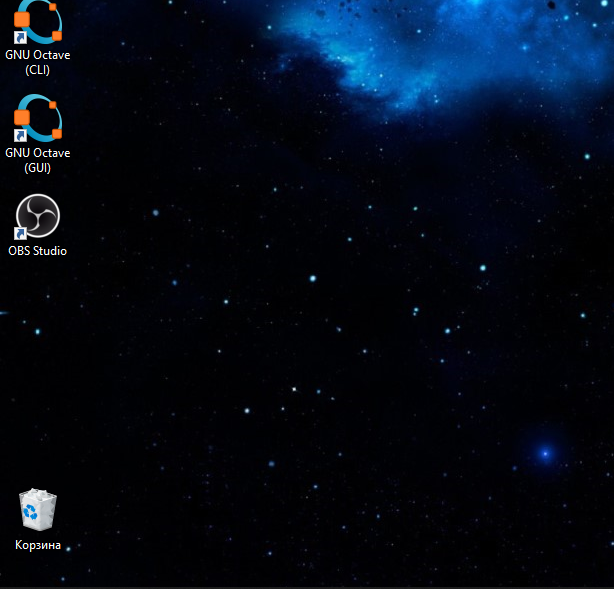 GNU Octave
(CLI)
GNU Octave
(GUI)
OBS Studio
Корзина